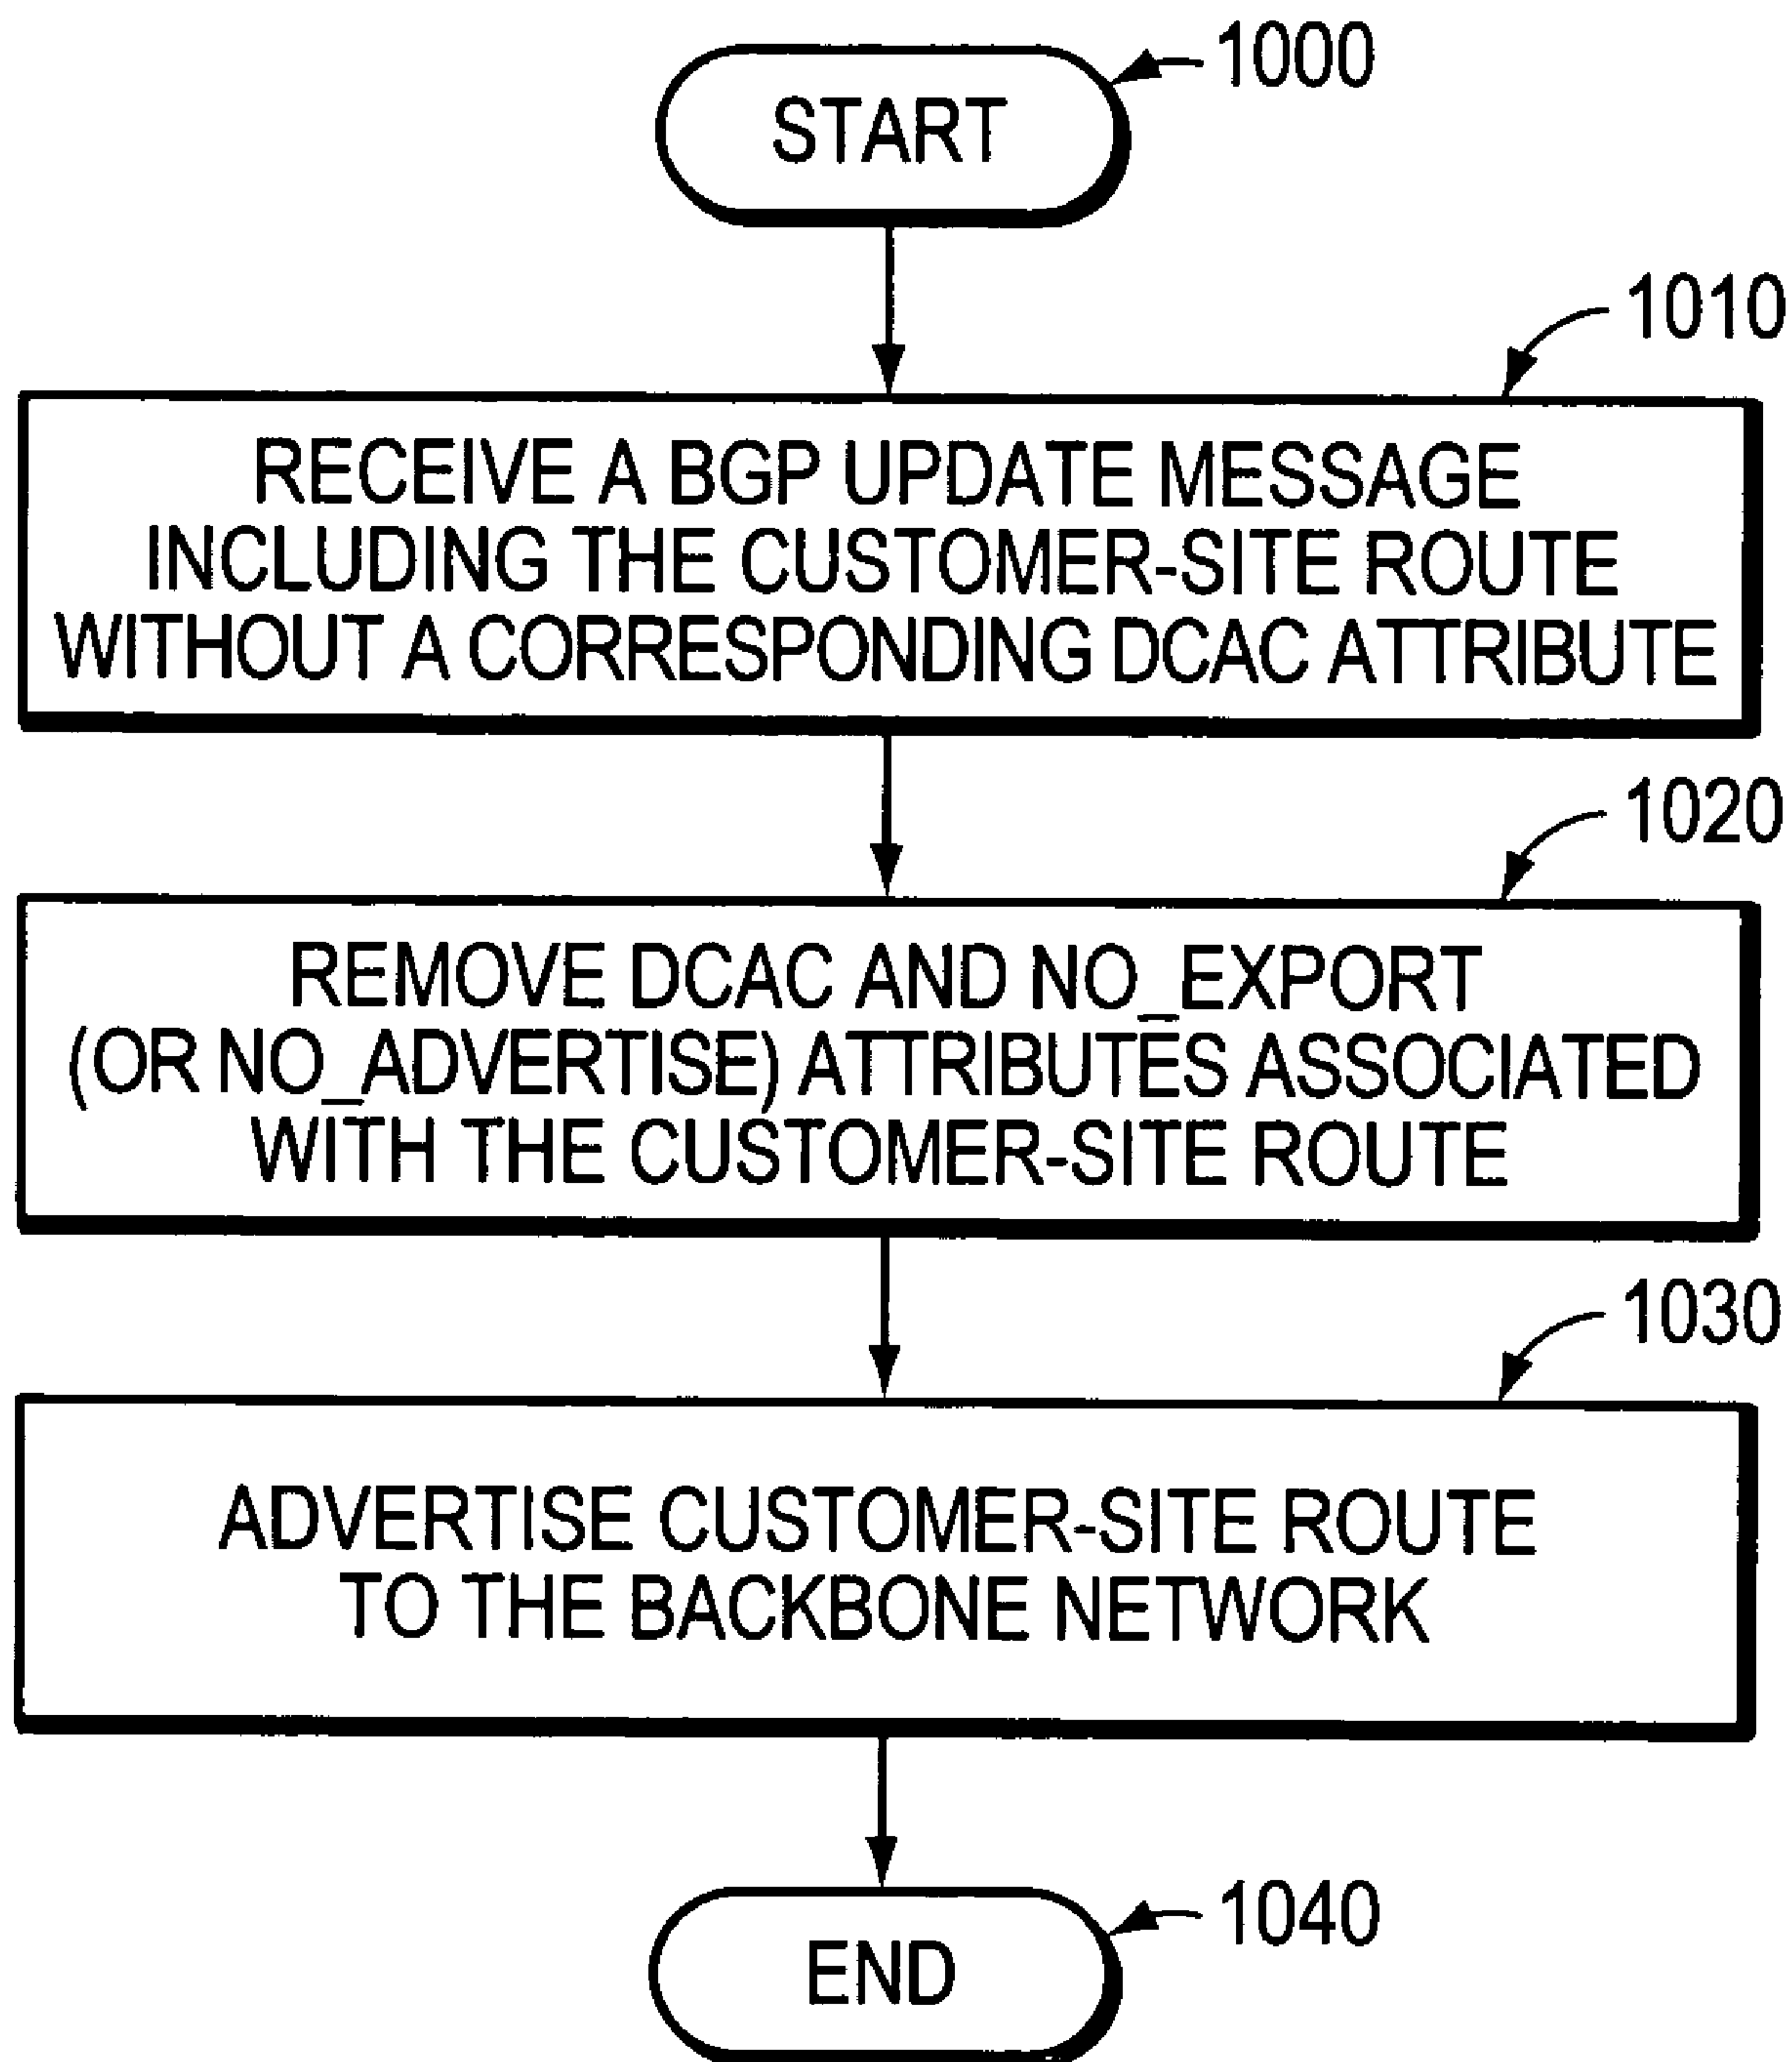 1000
START
1010
RECEIVE A BGP UPDATE MESSAGE
INCLUDING THE CUSTOMER-SITE ROUTE
WITHOUT A CORRESPONDING DCAC ATTRIBUTE
1020
REMOVE DCAC AND NO_EXPORT
(OR NO_ADVERTISE) ATTRIBUTES ASSOCIATED
WITH THE CUSTOMER-SITE ROUTE
1030
ADVERTISE CUSTOMER-SITE ROUTE
TO THE BACKBONE NETWORK
1040
END